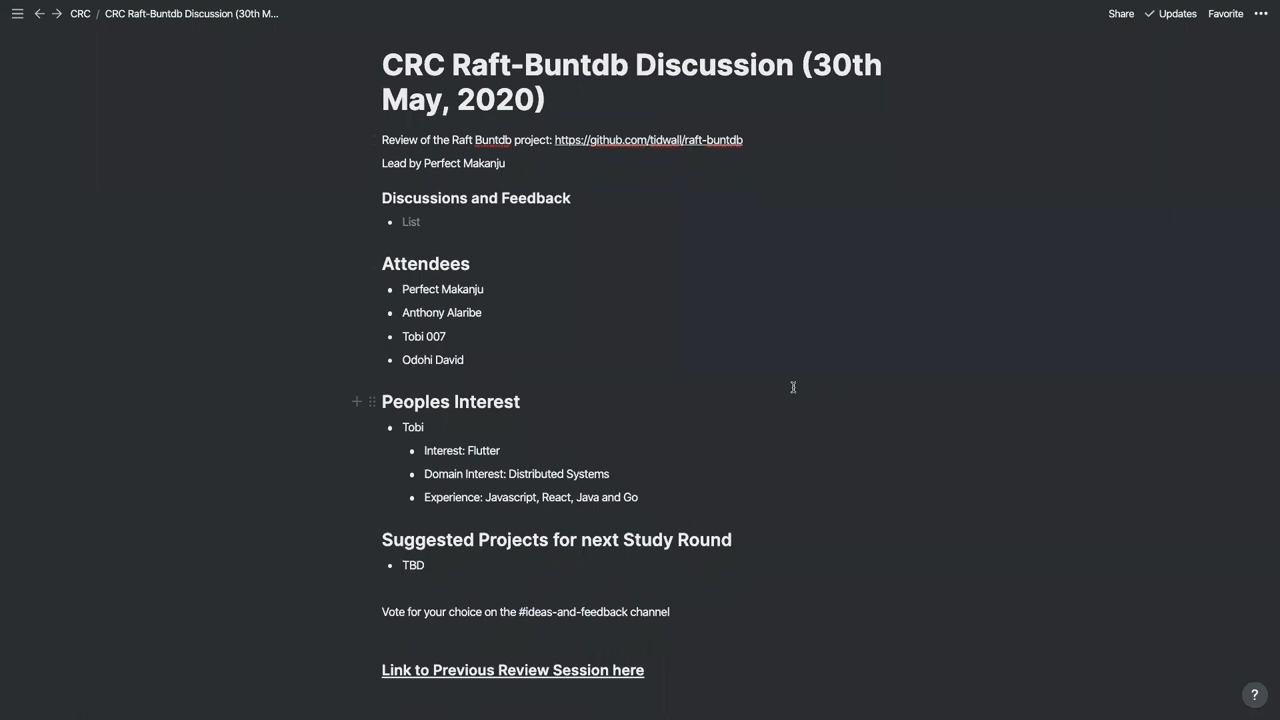 CRC / CRC Raft-Buntdb Discussion (30th M...
Share Updates Favorite
CRC Raft-Buntdb Discussion (30th
May, 2020)
Review of the Raft Buntdb project: https://github.com/tidwall/raft-buntdb
Lead by Perfect Makanju
Discussions and Feedback
List
Attendees
Perfect Makanju
Anthony Alaribe
Tobi 007
Odohi David
Peoples Interest
Tobi
Interest: Flutter
Domain Interest: Distributed Systems
Experience: Javascript, React, Java and Go
Suggested Projects for next Study Round
TBD
Vote for your choice on the #ideas-and-feedback channel
Link to Previous Review Session here
?